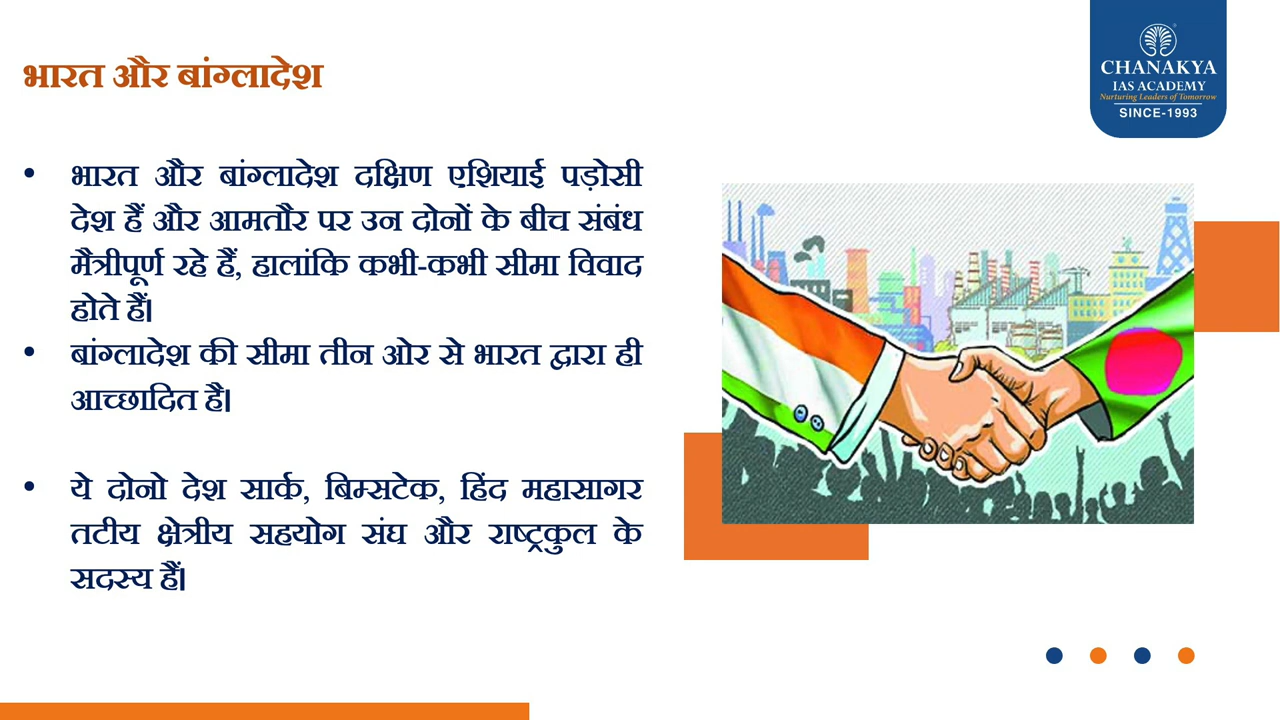 भारत और बांग्लादेश
CHANAKYA
IAS ACADEMY
Nurturing Leaders of Tomorrow
SINCE-1993
• भारत और बांग्लादेश दक्षिण एशियाई पड़ोसी
देश हैं और आमतौर पर उन दोनों के बीच संबंध
मैत्रीपूर्ण रहे हैं, हालांकि कभी-कभी सीमा विवाद
होते हैं।
• बांग्लादेश की सीमा तीन ओर से भारत द्वारा ही
आच्छादित है।
• ये दोनो देश सार्क, बिम्सटेक, हिंद महासागर
तटीय क्षेत्रीय सहयोग संघ और राष्ट्रकुल के
सदस्य हैं।